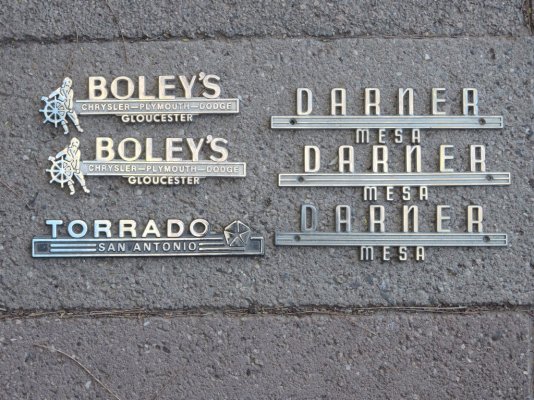 BOLEY'S
CHRYSLER—PLYMOUTH—DODGE
GLOUCESTER
BOLEY'S
CHRYSLER—PLYMOUTH—DODGE
GLOUCESTER
TORRADO
SAN ANTONIO
DARNER
MESA
DARNER
MESA
DARNER
MESA